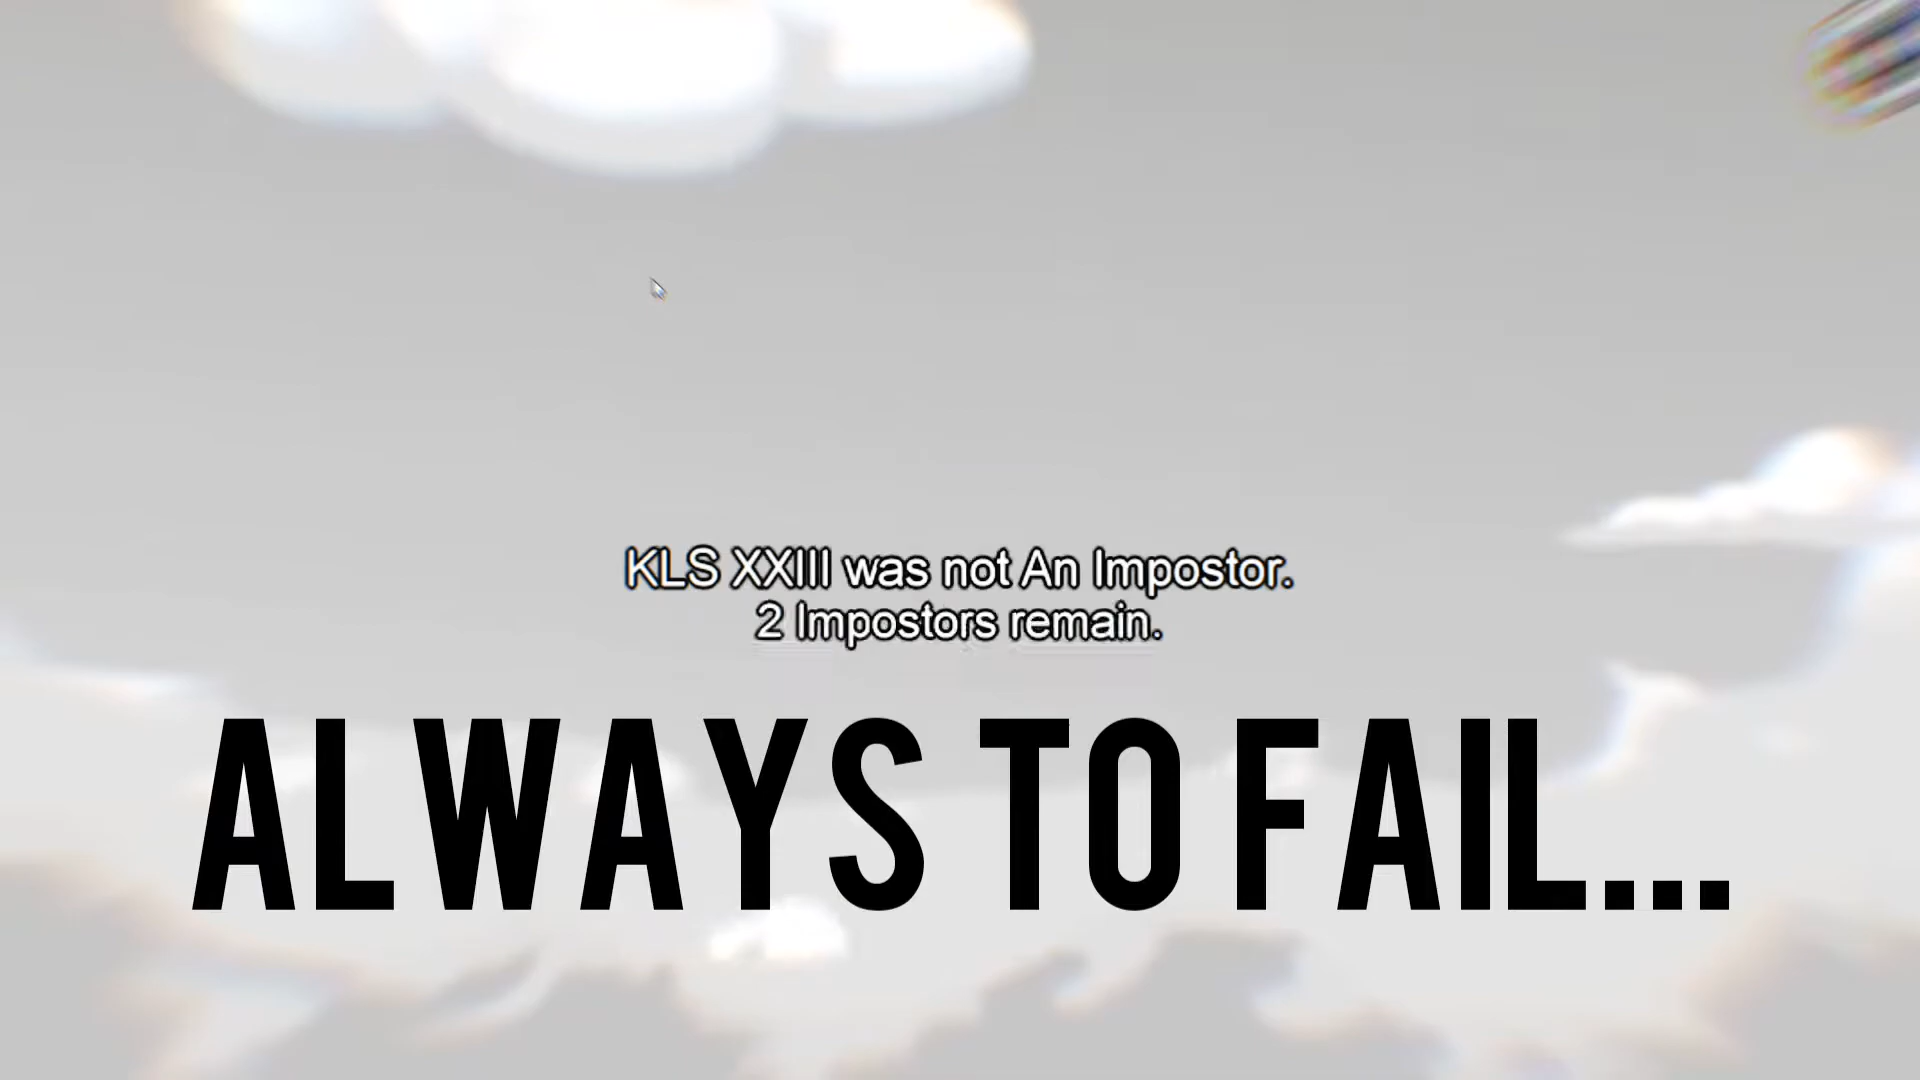 KLS XXIII was not An Impostor.
2 Impostors remain.
ALWAYS TO FAIL...